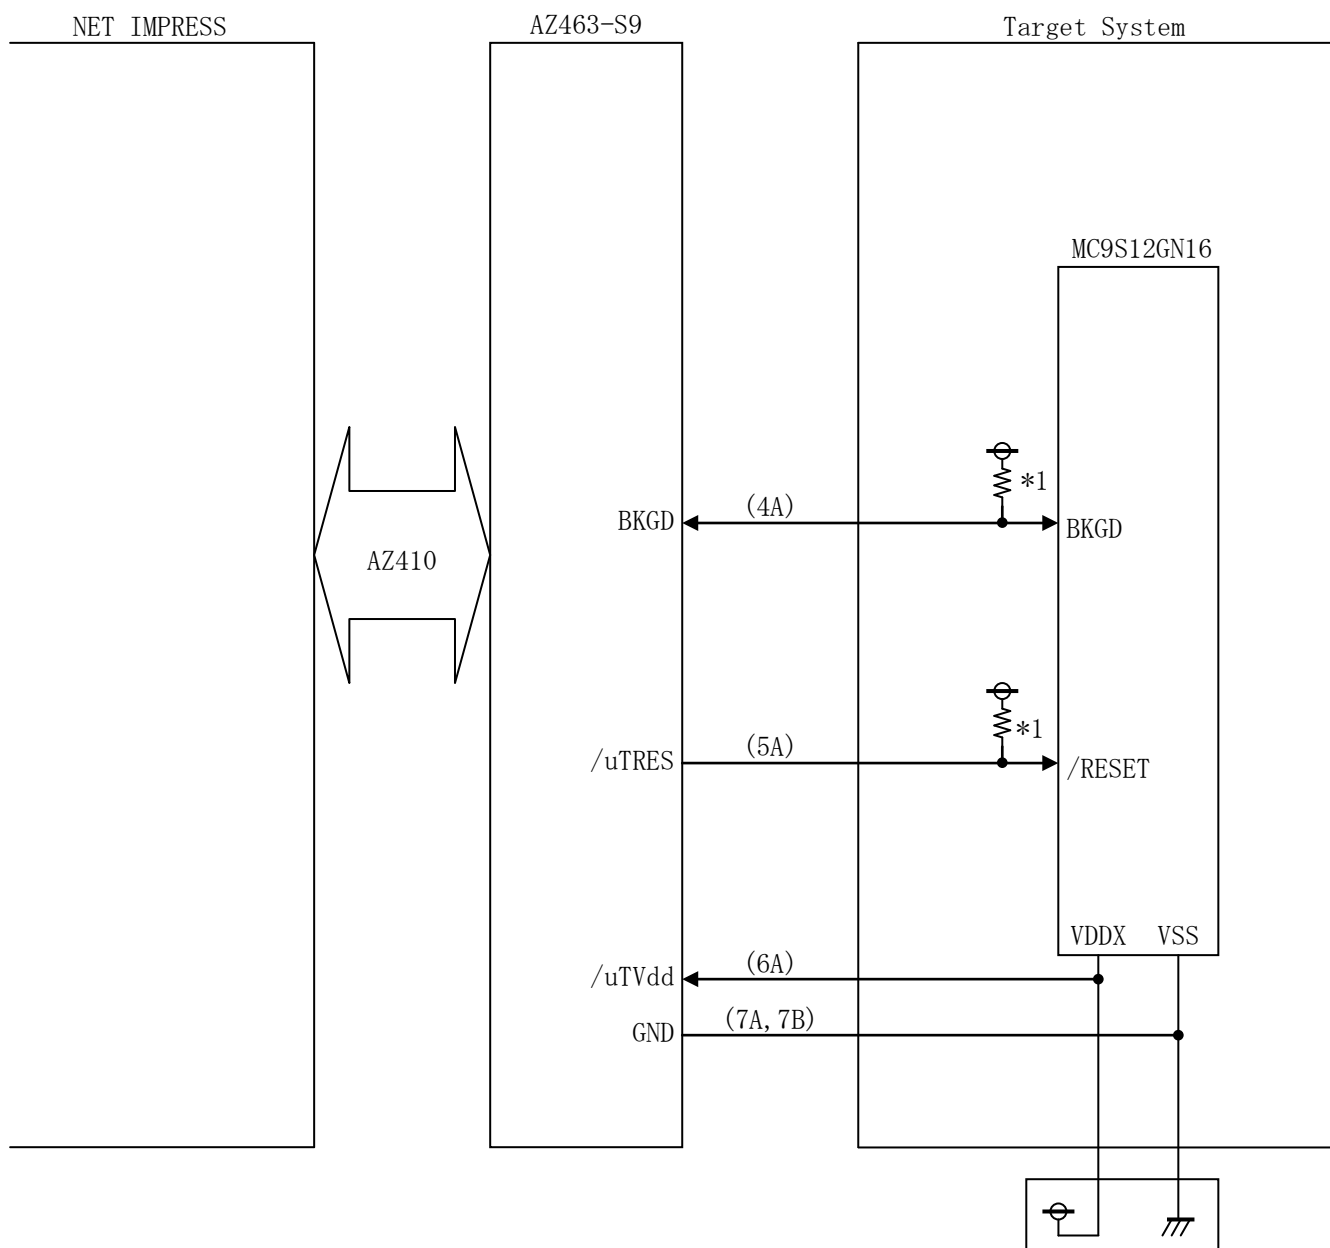 NET IMPRESS
AZ463-S9
Target System
MC9S12GN16
*1
BKGD
(4A)
BKGD
AZ410
*1
/uTRES
(5A)
/RESET
VDDX
VSS
/uTVdd
(6A)
GND
(7A, 7B)